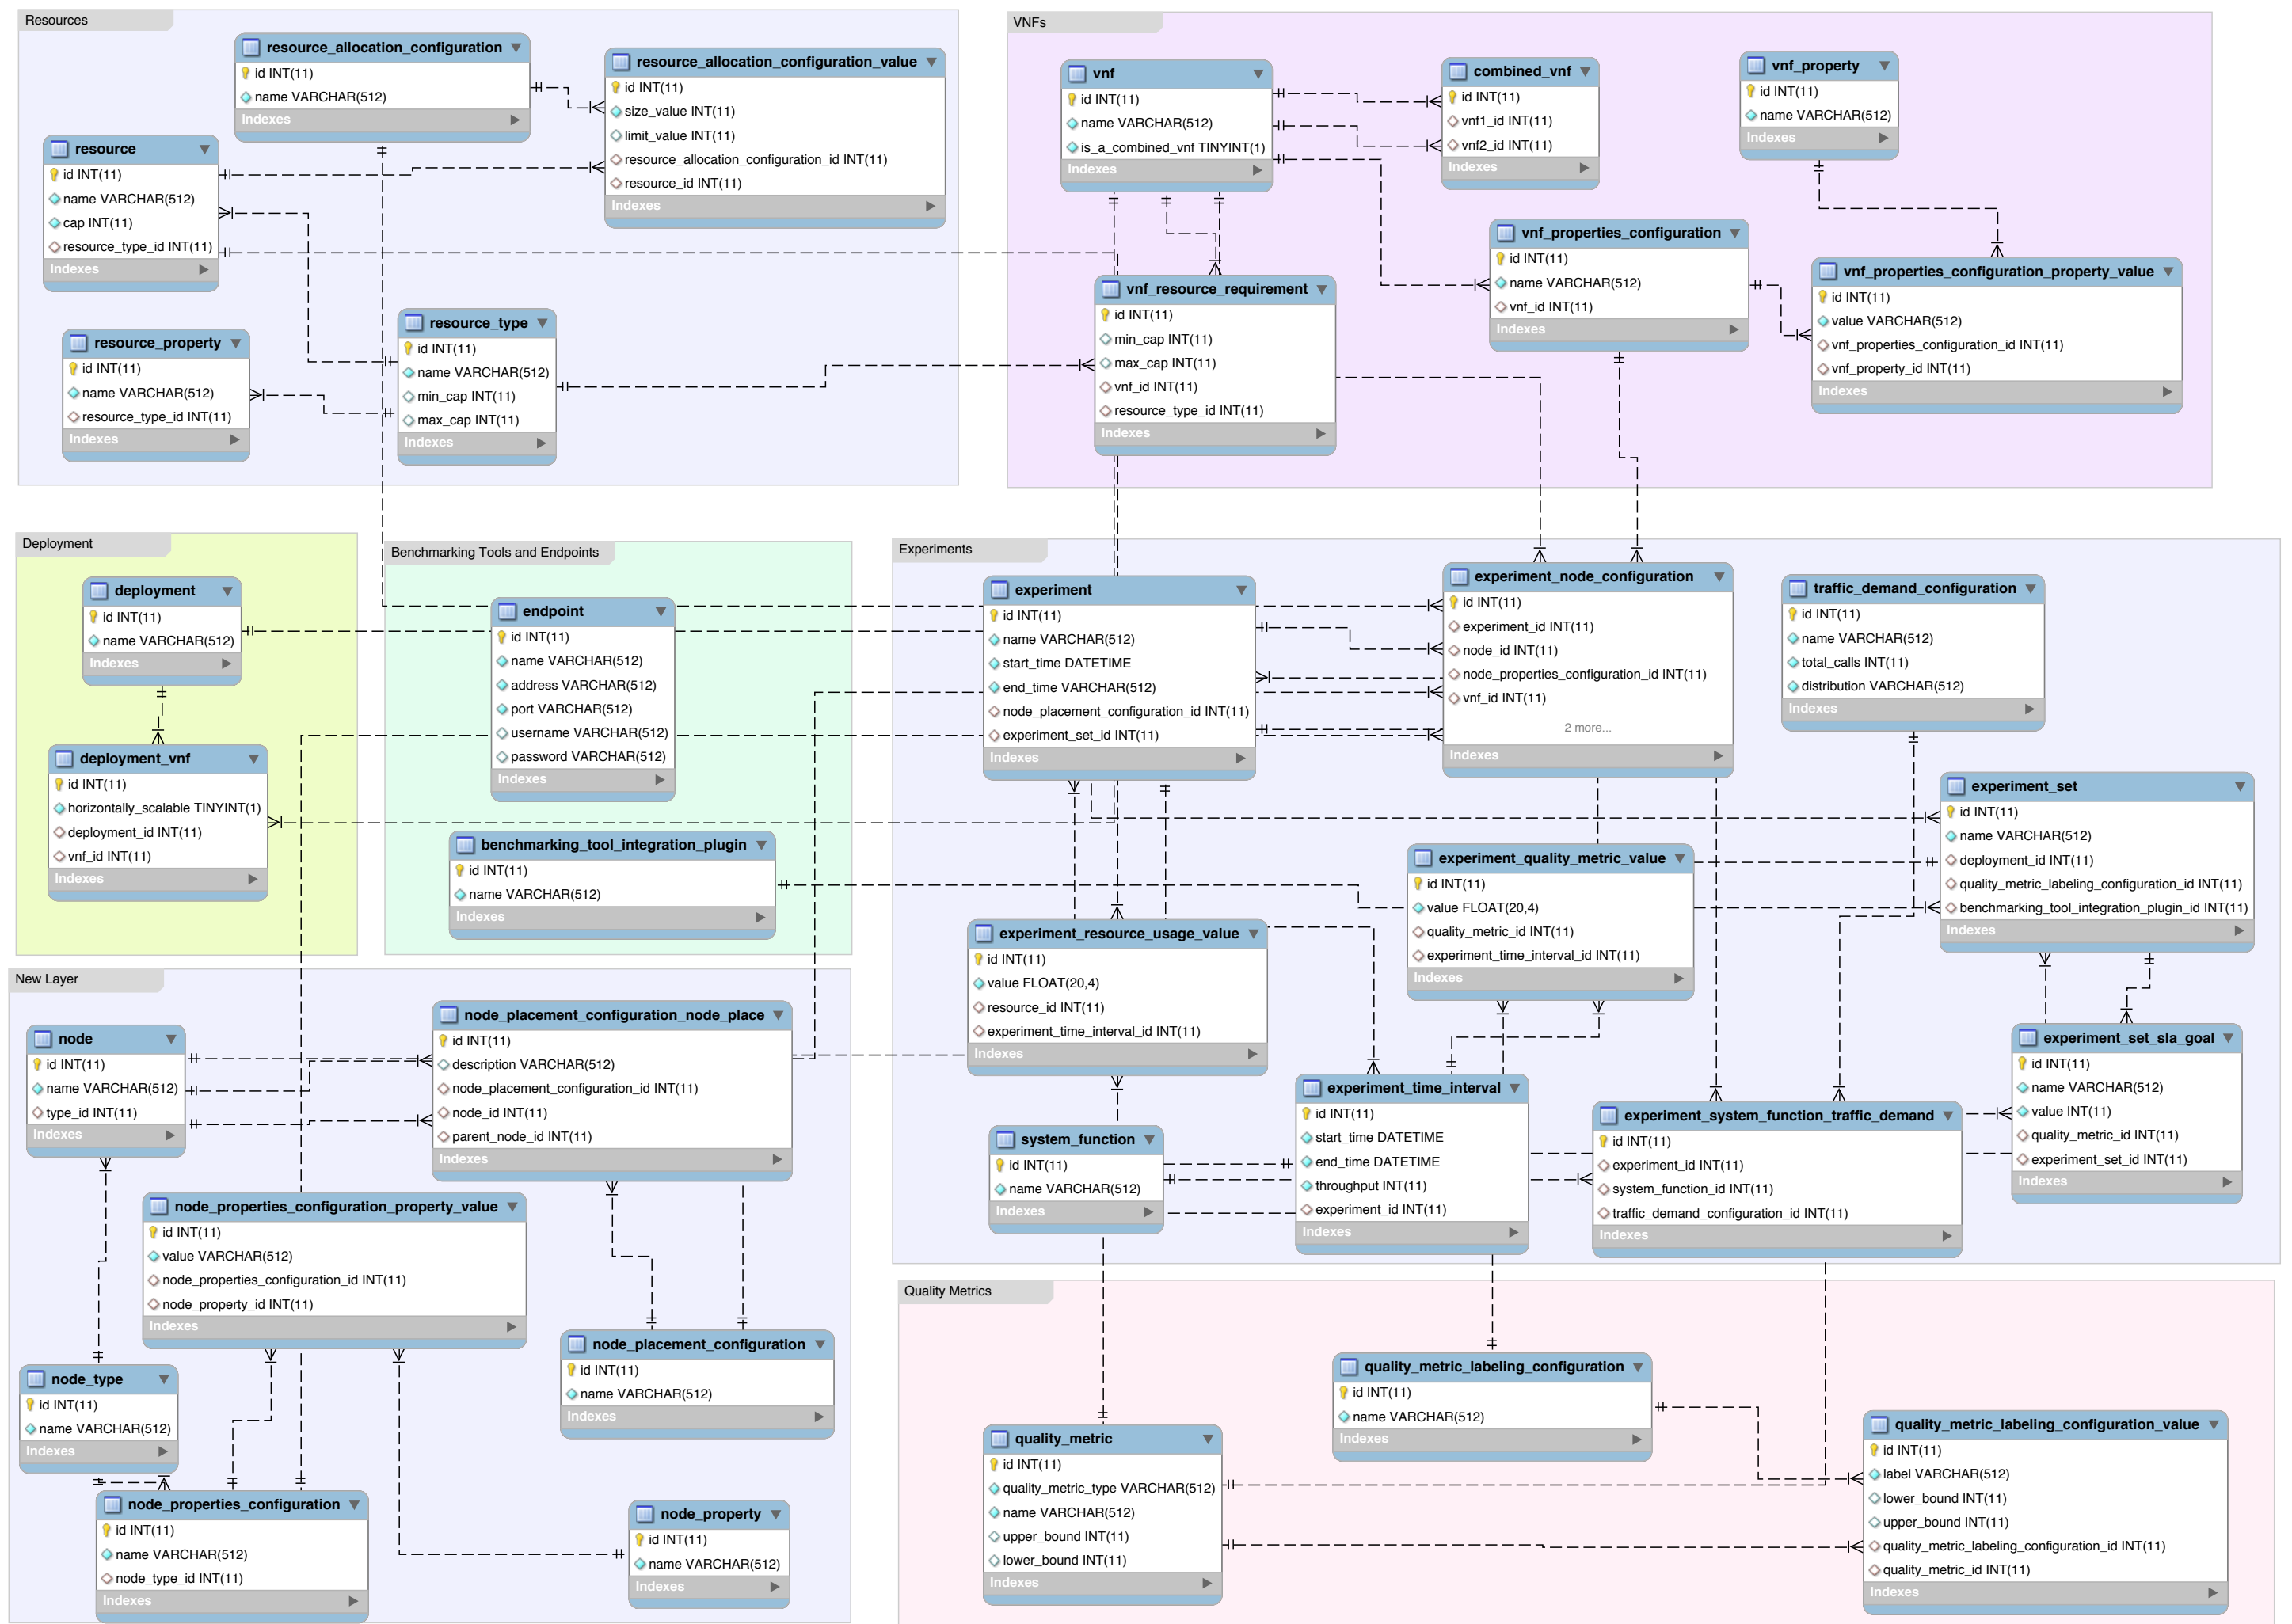 Resources
resource_allocation_configuration
id INT(11)
name VARCHAR(512)
Indexes
resource_allocation_configuration_value
id INT(11)
size_value INT(11)
limit_value INT(11)
resource_allocation_configuration_id INT(11)
resource_id INT(11)
Indexes
resource
id INT(11)
name VARCHAR(512)
cap INT(11)
resource_type_id INT(11)
Indexes
resource_property
id INT(11)
name VARCHAR(512)
resource_type_id INT(11)
Indexes
resource_type
id INT(11)
name VARCHAR(512)
min_cap INT(11)
max_cap INT(11)
Indexes
VNFs
vnf
id INT(11)
name VARCHAR(512)
is_a_combined_vnf TINYINT(1)
Indexes
combined_vnf
id INT(11)
vnf1_id INT(11)
vnf2_id INT(11)
Indexes
vnf_property
id INT(11)
name VARCHAR(512)
Indexes
vnf_properties_configuration
id INT(11)
name VARCHAR(512)
vnf_id INT(11)
Indexes
vnf_properties_configuration_property_value
id INT(11)
value VARCHAR(512)
vnf_properties_configuration_id INT(11)
vnf_property_id INT(11)
Indexes
vnf_resource_requirement
id INT(11)
min_cap INT(11)
max_cap INT(11)
vnf_id INT(11)
resource_type_id INT(11)
Indexes
Deployment
deployment
id INT(11)
name VARCHAR(512)
Indexes
deployment_vnf
id INT(11)
horizontally_scalable TINYINT(1)
deployment_id INT(11)
vnf_id INT(11)
Indexes
Benchmarking Tools and Endpoints
endpoint
id INT(11)
name VARCHAR(512)
address VARCHAR(512)
port VARCHAR(512)
username VARCHAR(512)
password VARCHAR(512)
Indexes
benchmarking_tool_integration_plugin
id INT(11)
name VARCHAR(512)
Indexes
Experiments
experiment
id INT(11)
name VARCHAR(512)
start_time DATETIME
end_time VARCHAR(512)
node_placement_configuration_id INT(11)
experiment_set_id INT(11)
Indexes
experiment_node_configuration
id INT(11)
experiment_id INT(11)
node_id INT(11)
node_properties_configuration_id INT(11)
vnf_id INT(11)
2 more...
Indexes
traffic_demand_configuration
id INT(11)
name VARCHAR(512)
total_calls INT(11)
distribution VARCHAR(512)
Indexes
experiment_set
id INT(11)
name VARCHAR(512)
deployment_id INT(11)
quality_metric_labeling_configuration_id INT(11)
benchmarking_tool_integration_plugin_id INT(11)
Indexes
experiment_quality_metric_value
id INT(11)
value FLOAT(20,4)
quality_metric_id INT(11)
experiment_time_interval_id INT(11)
Indexes
experiment_resource_usage_value
id INT(11)
value FLOAT(20,4)
resource_id INT(11)
experiment_time_interval_id INT(11)
Indexes
experiment_set_sla_goal
id INT(11)
name VARCHAR(512)
value INT(11)
quality_metric_id INT(11)
experiment_set_id INT(11)
Indexes
system_function
id INT(11)
name VARCHAR(512)
Indexes
experiment_time_interval
id INT(11)
start_time DATETIME
end_time DATETIME
throughput INT(11)
experiment_id INT(11)
Indexes
experiment_system_function_traffic_demand
id INT(11)
experiment_id INT(11)
system_function_id INT(11)
traffic_demand_configuration_id INT(11)
Indexes
New Layer
node
id INT(11)
name VARCHAR(512)
type_id INT(11)
Indexes
node_placement_configuration_node_place
id INT(11)
description VARCHAR(512)
node_placement_configuration_id INT(11)
node_id INT(11)
parent_node_id INT(11)
Indexes
node_properties_configuration_property_value
id INT(11)
value VARCHAR(512)
node_properties_configuration_id INT(11)
node_property_id INT(11)
Indexes
node_placement_configuration
id INT(11)
name VARCHAR(512)
Indexes
node_type
id INT(11)
name VARCHAR(512)
Indexes
node_properties_configuration
id INT(11)
name VARCHAR(512)
node_type_id INT(11)
Indexes
node_property
id INT(11)
name VARCHAR(512)
Indexes
Quality Metrics
quality_metric_labeling_configuration
id INT(11)
name VARCHAR(512)
Indexes
quality_metric
id INT(11)
quality_metric_type VARCHAR(512)
name VARCHAR(512)
upper_bound INT(11)
lower_bound INT(11)
Indexes
quality_metric_labeling_configuration_value
id INT(11)
label VARCHAR(512)
lower_bound INT(11)
upper_bound INT(11)
quality_metric_labeling_configuration_id INT(11)
quality_metric_id INT(11)
Indexes